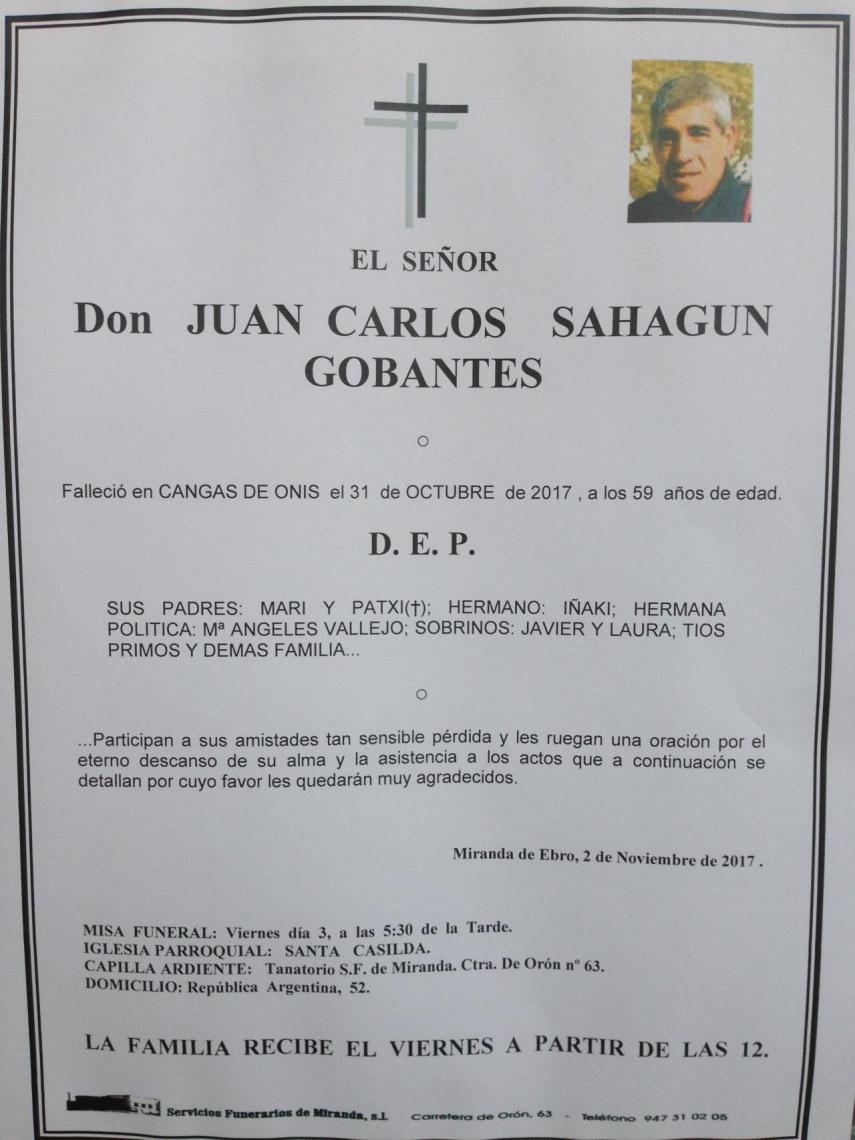 EL SEÑOR
Don JUAN CARLOS SAHAGUN
GOBANTES
Falleció en CANGAS DE ONIS el 31 de OCTUBRE de 2017 , a los 59 años de edad.
D. E. P.
SUS PADRES: MARI Y PATXI(†); HERMANO: IÑAKI; HERMANA
POLITICA: Mª ANGELES VALLEJO; SOBRINOS: JAVIER Y LAURA; TIOS
PRIMOS Y DEMAS FAMILIA...
...Participan a sus amistades tan sensible pérdida y les ruegan una oración por el
eterno descanso de su alma y la asistencia a los actos que a continuación se
detallan por cuyo favor les quedarán muy agradecidos.
Miranda de Ebro, 2 de Noviembre de 2017 .
MISA FUNERAL: Viernes día 3, a las 5:30 de la Tarde.
IGLESIA PARROQUIAL: SANTA CASILDA.
CAPILLA ARDIENTE: Tanatorio S.F. de Miranda. Ctra. De Orón nº 63.
DOMICILIO: República Argentina, 52.
LA FAMILIA RECIBE EL VIERNES A PARTIR DE LAS 12.
Servicios Funerarios de Miranda, s.l. Carretera de Orón, 63 - Teléfono 947 31 02 05